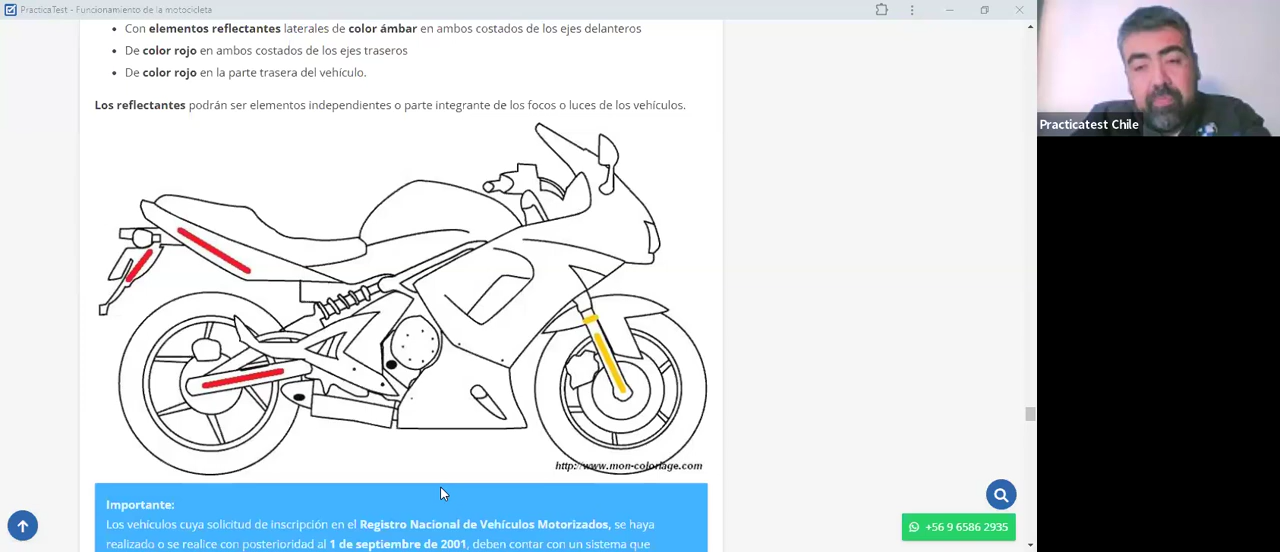 PracticaTest - Funcionamiento de la motocicleta
Con elementos reflectantes laterales de color ámbar en ambos costados de los ejes delanteros
De color rojo en ambos costados de los ejes traseros
De color rojo en la parte trasera del vehículo.
Los reflectantes podrán ser elementos independientes o parte integrante de los focos o luces de los vehículos.
Practicatest Chile
http://www.mon-coloriage.com
Importante:
Los vehículos cuya solicitud de inscripción en el Registro Nacional de Vehículos Motorizados, se haya
realizado o se realice con posterioridad al 1 de septiembre de 2001, deben contar con un sistema que
+56 9 6586 2935